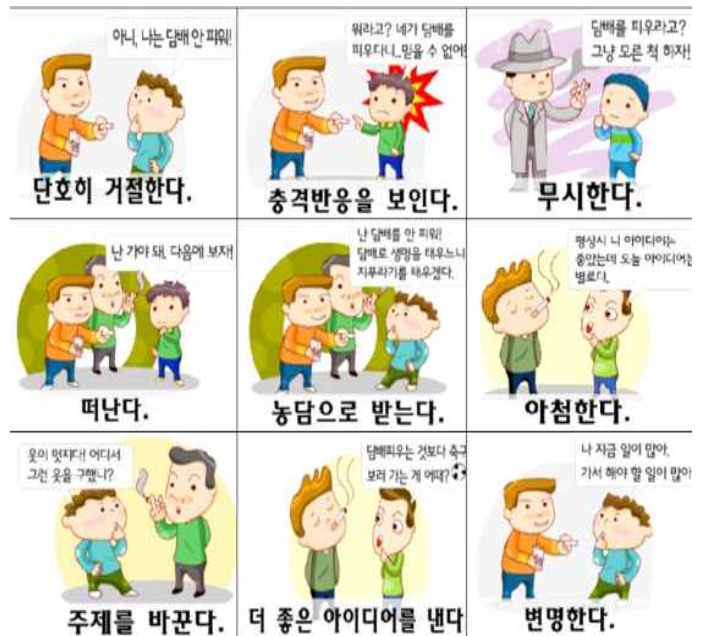 아니, 나는 담배 안 피워!
단호히 거절한다.
뭐라고? 네가 담배를
피우다니..믿을 수 없어!
충격반응을 보인다.
담배를 피우라고?
그냥 모른 척 하자!
무시한다.
난 가야 돼, 다음에 보자!
떠난다.
난 담배를 안 피워!
담배로 생명을 태우느니
지푸라기를 태우겠다.
농담으로 받는다.
평상시 니 아이디어는
좋았는데 오늘 아이디어는
별로다.
아첨한다.
옷이 멋지다! 어디서
그런 옷을 구했니?
주제를 바꾼다.
담배피우는 것보다 축구
보러 가는 게 어때?
더 좋은 아이디어를 낸다
나 지금 일이 많아.
가서 해야 할 일이 많아!
변명한다.